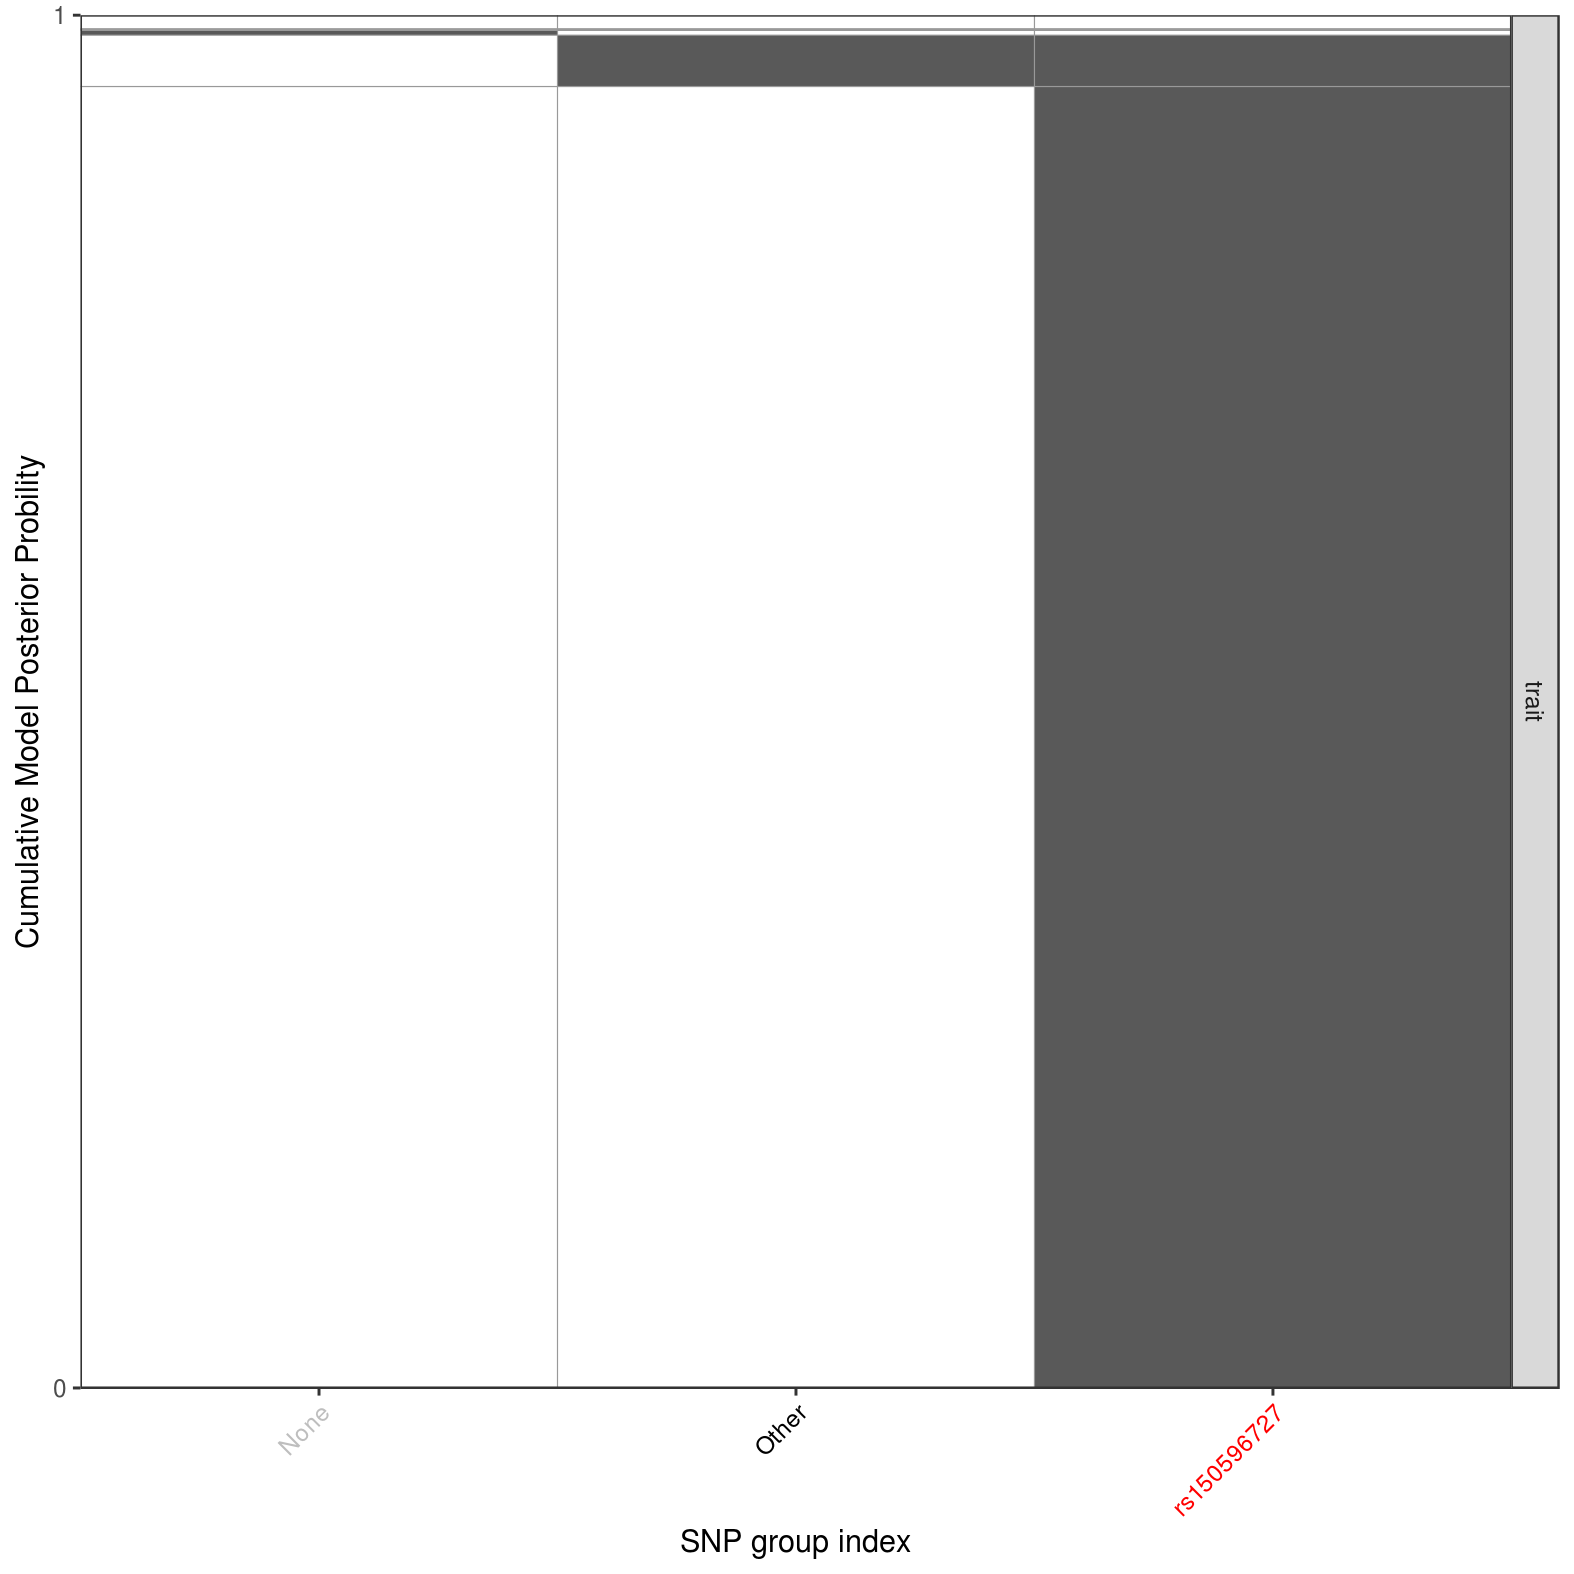 1
Cumulative Model Posterior Probility
trait
0
None
Other
rs150596727
SNP group index